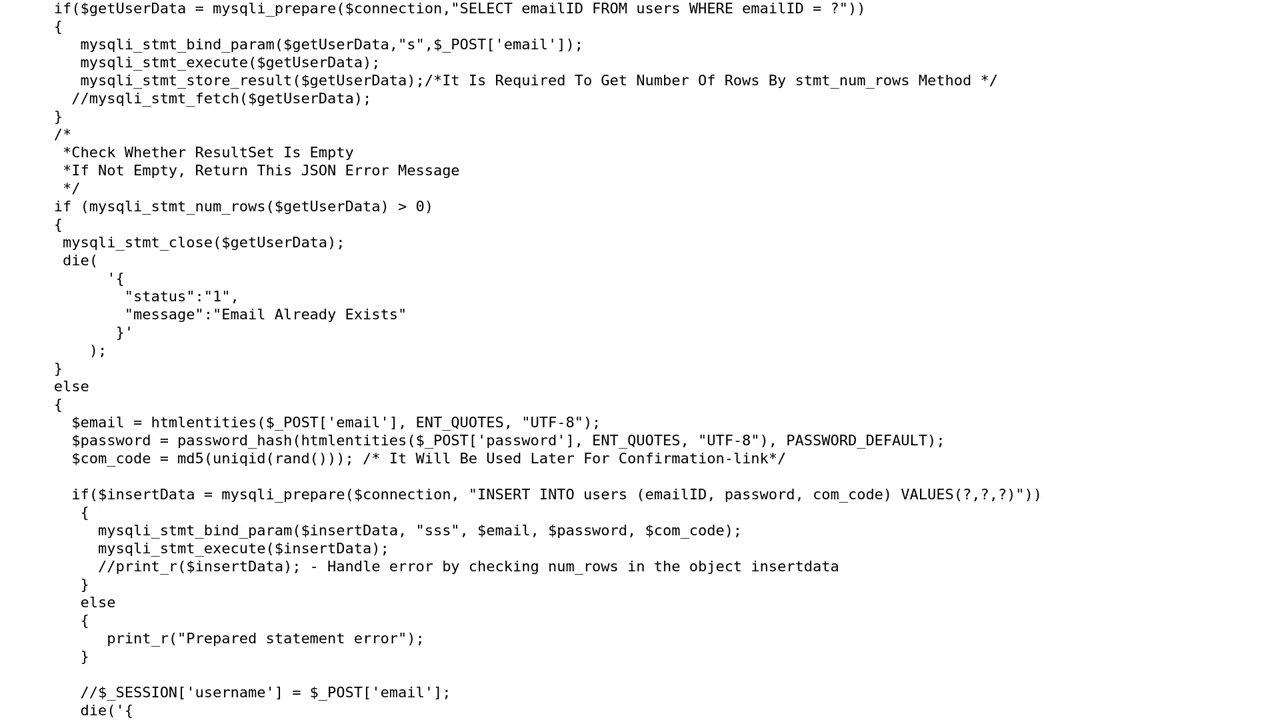 if($getUserData = mysqli_prepare($connection,"SELECT emailID FROM users WHERE emailID = ?"))
{
mysqli_stmt_bind_param($getUserData,"s",$_POST['email']);
mysqli_stmt_execute($getUserData);
mysqli_stmt_store_result($getUserData);/*It Is Required To Get Number Of Rows By stmt_num_rows Method */
//mysqli_stmt_fetch($getUserData);
}
/*
*Check Whether ResultSet Is Empty
*If Not Empty, Return This JSON Error Message
*/
if (mysqli_stmt_num_rows($getUserData) > 0)
{
mysqli_stmt_close($getUserData);
die(
'{
"status":"1",
"message":"Email Already Exists"
}'
);
}
else
{
$email = htmlentities($_POST['email'], ENT_QUOTES, "UTF-8");
$password = password_hash(htmlentities($_POST['password'], ENT_QUOTES, "UTF-8"), PASSWORD_DEFAULT);
$com_code = md5(uniqid(rand())); /* It Will Be Used Later For Confirmation-link*/
if($insertData = mysqli_prepare($connection, "INSERT INTO users (emailID, password, com_code) VALUES(?,?,?)"))
{
mysqli_stmt_bind_param($insertData, "sss", $email, $password, $com_code);
mysqli_stmt_execute($insertData);
//print_r($insertData); - Handle error by checking num_rows in the object insertdata
}
else
{
print_r("Prepared statement error");
}
//$_SESSION['username'] = $_POST['email'];
die('{